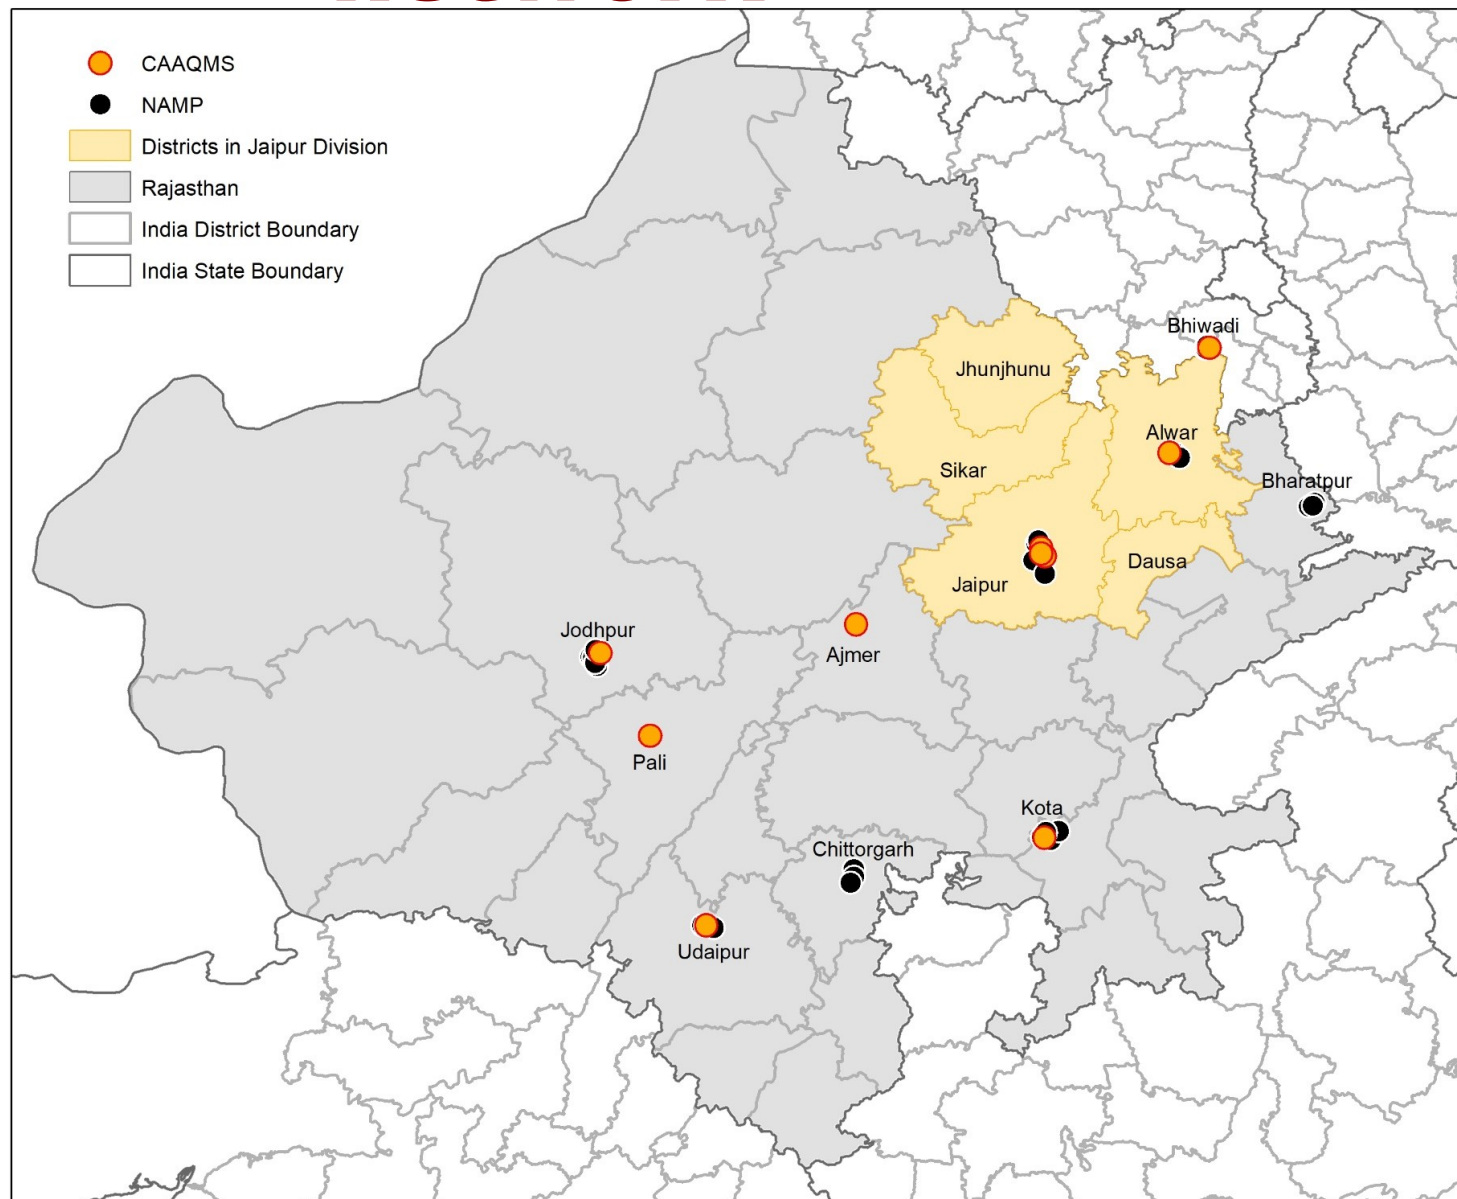 CAAQMS
NAMP
Districts in Jaipur Division
Rajasthan
India District Boundary
India State Boundary
Bhiwadi
Jhunjhunu
Alwar
Sikar
Bharatpur
Dausa
Jaipur
Jodhpur
Ajmer
Pali
Kota
Chittorgarh
Udaipur